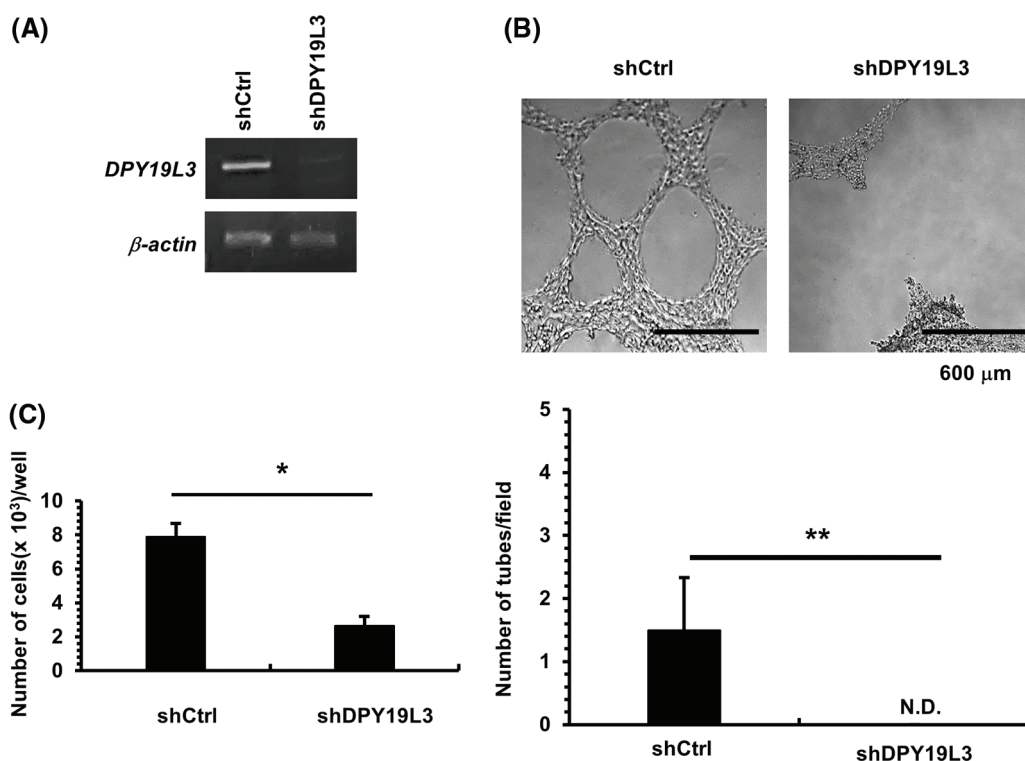 (A)
shCtrl
shDPY19L3
DPY19L3
β-actin
(B)
shCtrl
shDPY19L3
600 μm
(C)
Number of cells(x 10³)/well
10
8
6
4
2
0
*
shCtrl
shDPY19L3
Number of tubes/field
5
4
3
2
1
0
**
N.D.
shCtrl
shDPY19L3